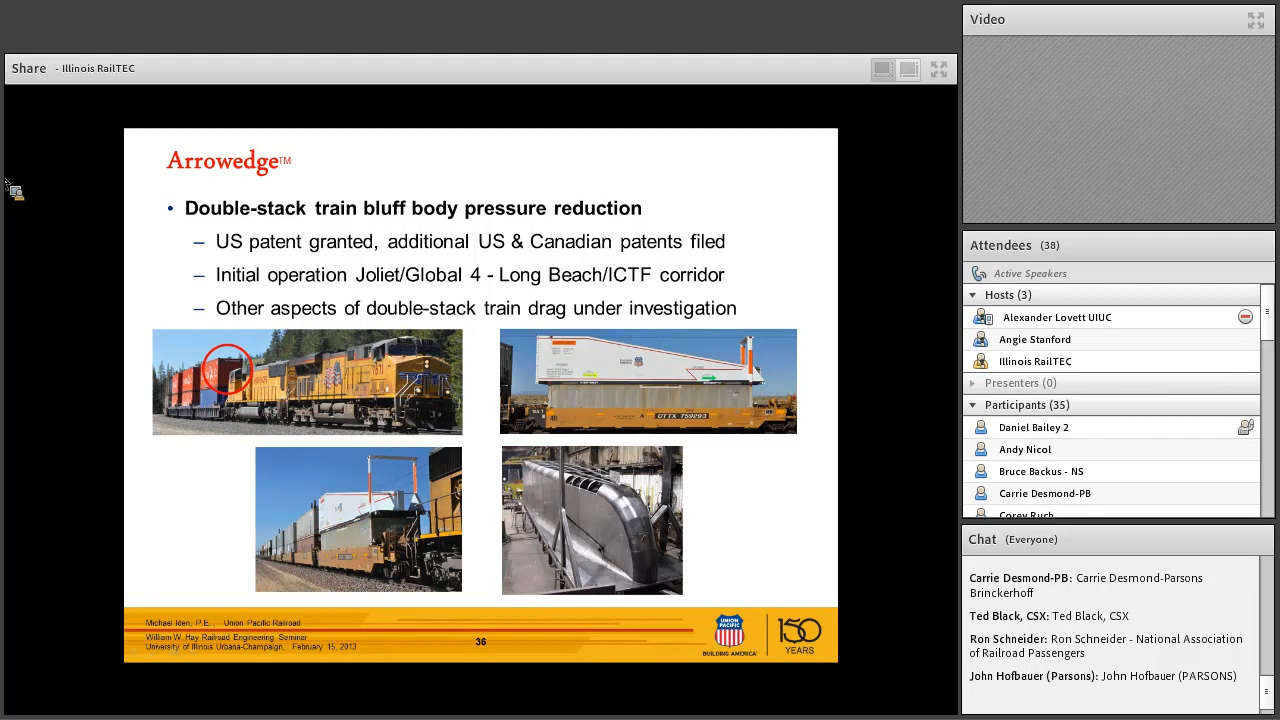 Video
Share - Illinois RailTEC
Arrowedge™
• Double-stack train bluff body pressure reduction
– US patent granted, additional US & Canadian patents filed
– Initial operation Joliet/Global 4 - Long Beach/ICTF corridor
– Other aspects of double-stack train drag under investigation
40
DTTX 759293
Michael Iden, P.E., Union Pacific Railroad
William W. Hay Railroad Engineering Seminar
University of Illinois Urbana-Champaign, February 15, 2013
36
UNION
PACIFIC
BUILDING AMERICA®
150
YEARS
Attendees (38)
Active Speakers
Hosts (3)
Alexander Lovett UIUC
Angie Stanford
Illinois RailTEC
Presenters (0)
Participants (35)
Daniel Bailey 2
Andy Nicol
Bruce Backus - NS
Carrie Desmond-PB
Corey Ruch
Chat (Everyone)
Carrie Desmond-PB: Carrie Desmond-Parsons
Brinckerhoff
Ted Black, CSX: Ted Black, CSX
Ron Schneider: Ron Schneider - National Association
of Railroad Passengers
John Hofbauer (Parsons): John Hofbauer (PARSONS)